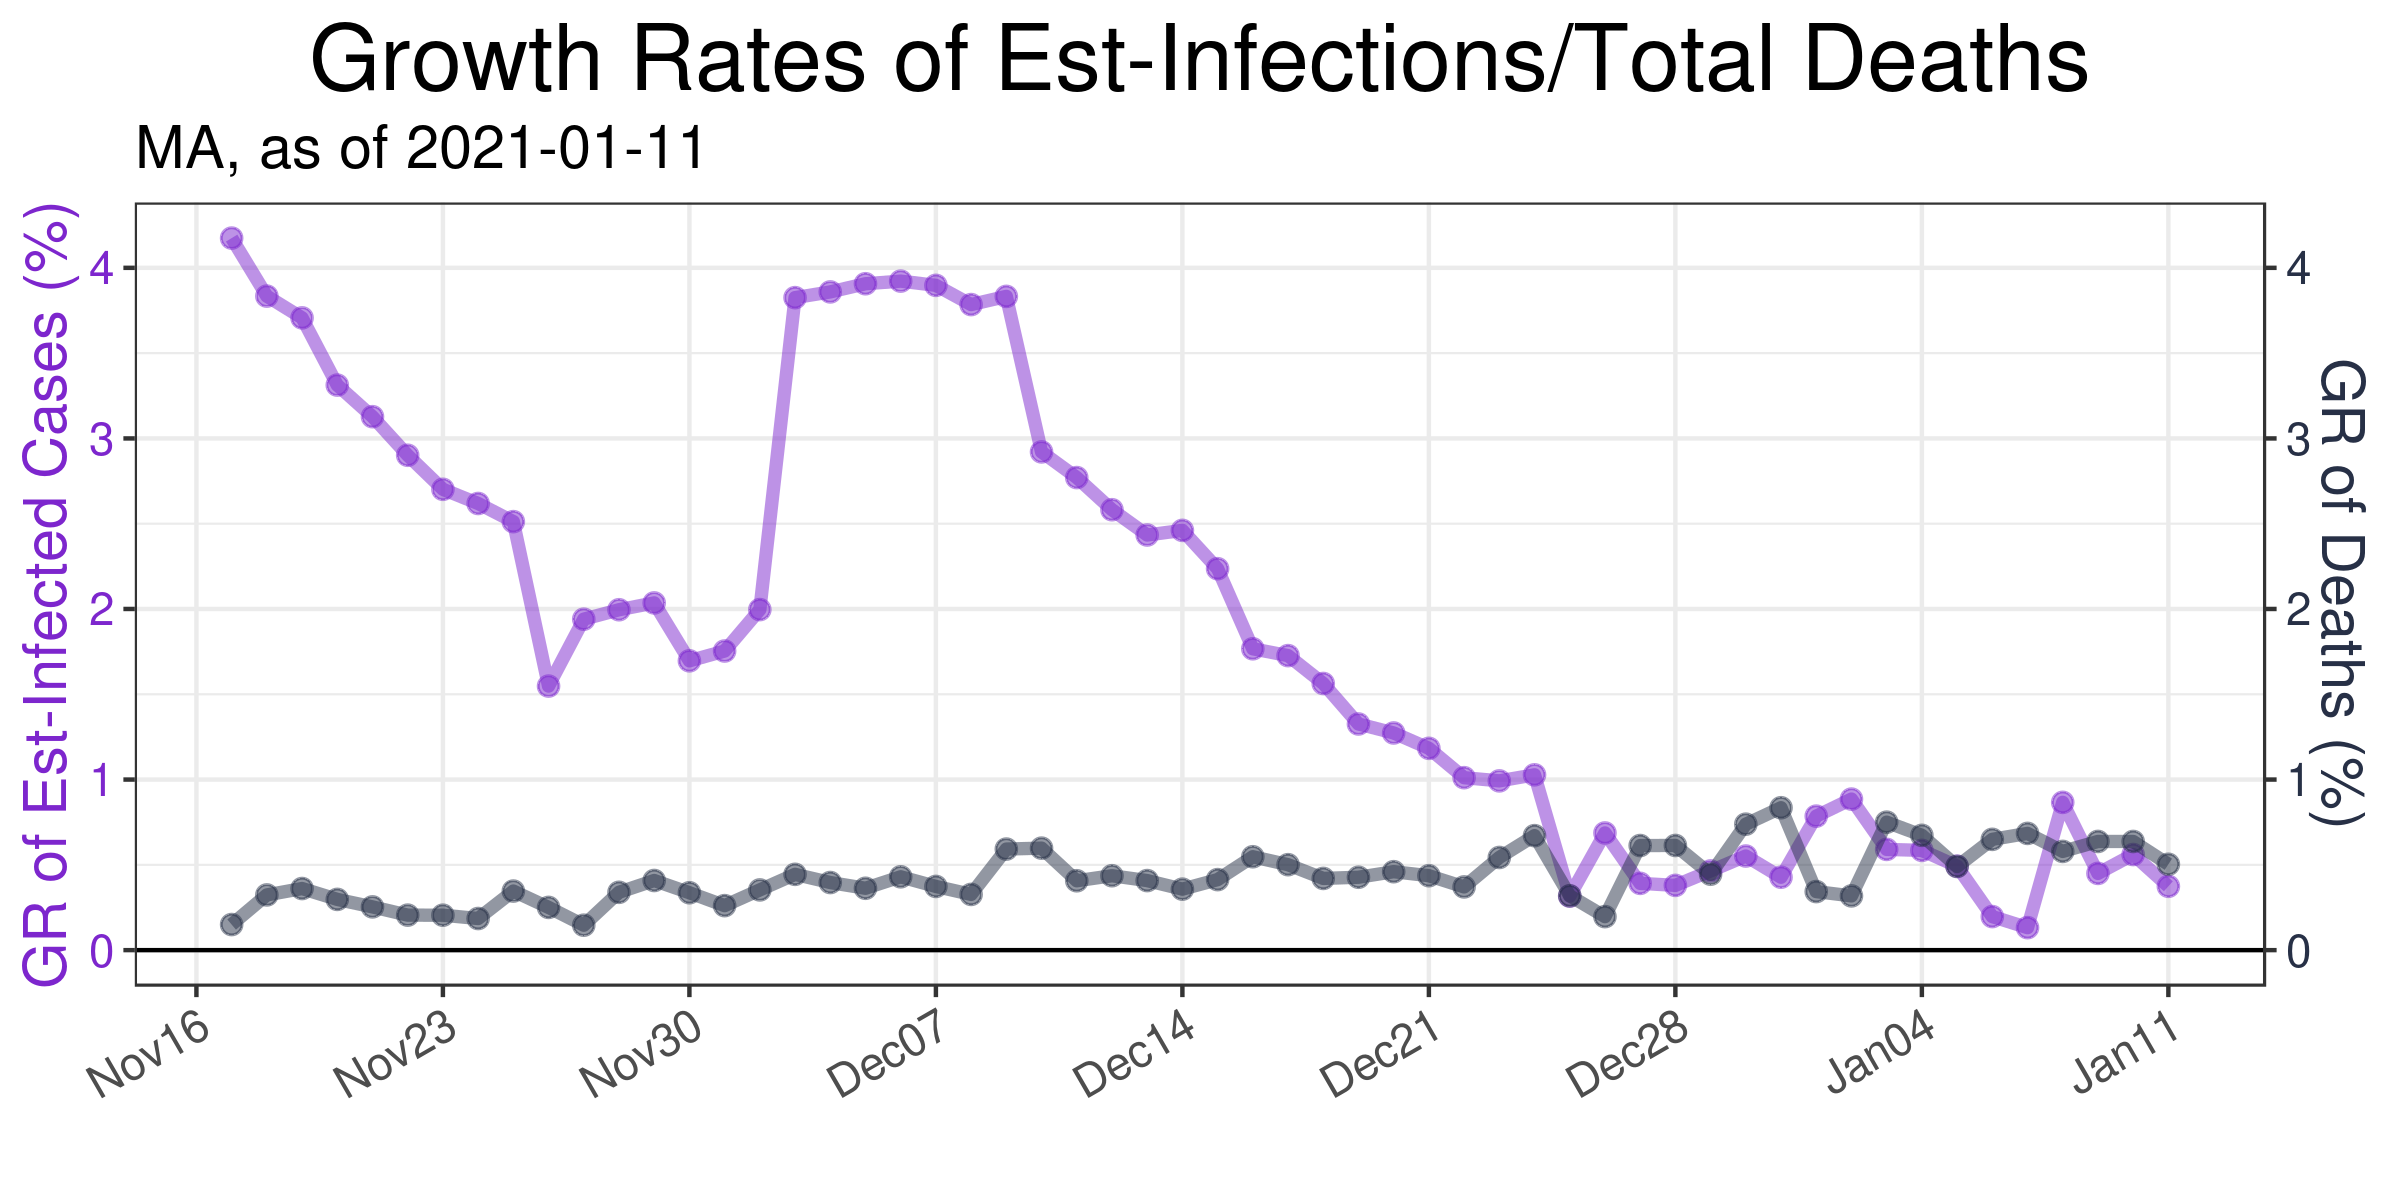 Growth Rates of Est-Infections/Total Deaths
MA, as of 2021-01-11
GR of Est-Infected Cases (%)
4
3
2
1
0
4
3
2
1
0
GR of Deaths (%)
Nov16
Nov23
Nov30
Dec07
Dec14
Dec21
Dec28
Jan04
Jan11